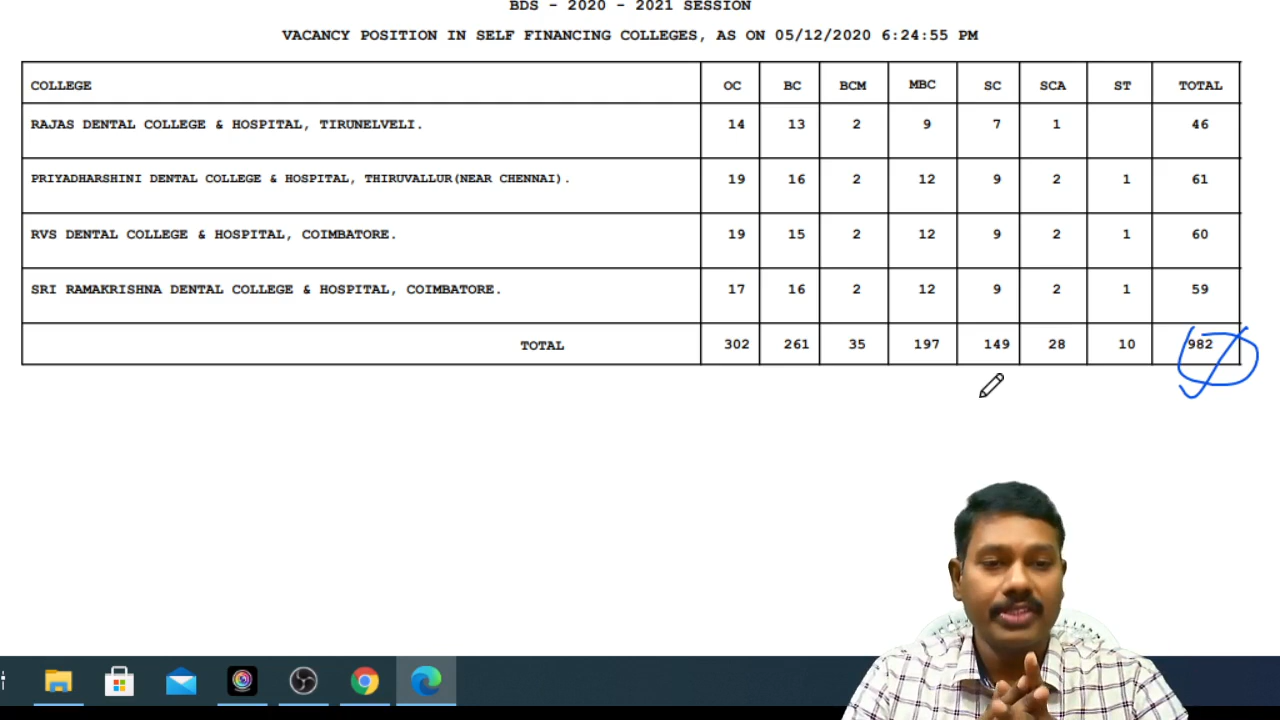 BDS - 2020 - 2021 SESSION
VACANCY POSITION IN SELF FINANCING COLLEGES, AS ON 05/12/2020 6:24:55 PM
COLLEGE OC BC BCM MBC SC SCA ST TOTAL
RAJAS DENTAL COLLEGE & HOSPITAL, TIRUNELVELI. 14 13 2 9 7 1 46
PRIYADHARSHINI DENTAL COLLEGE & HOSPITAL, THIRUVALLUR(NEAR CHENNAI). 19 16 2 12 9 2 1 61
RVS DENTAL COLLEGE & HOSPITAL, COIMBATORE. 19 15 2 12 9 2 1 60
SRI RAMAKRISHNA DENTAL COLLEGE & HOSPITAL, COIMBATORE. 17 16 2 12 9 2 1 59
TOTAL 302 261 35 197 149 28 10 982